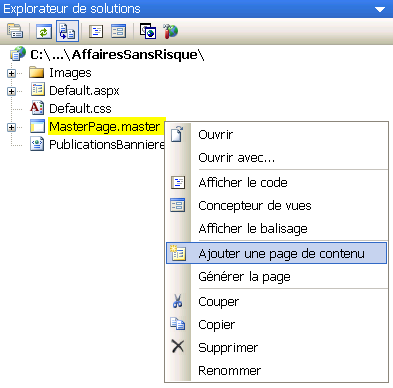 Explorateur de solutions
C:\...\AffairesSansRisque\
Images
Default.aspx
Default.css
MasterPage.master
PublicationsBanniere
Ouvrir
Ouvrir avec...
Afficher le code
Concepteur de vues
Afficher le balisage
Ajouter une page de contenu
Générer la page
Couper
Copier
Supprimer
Renommer